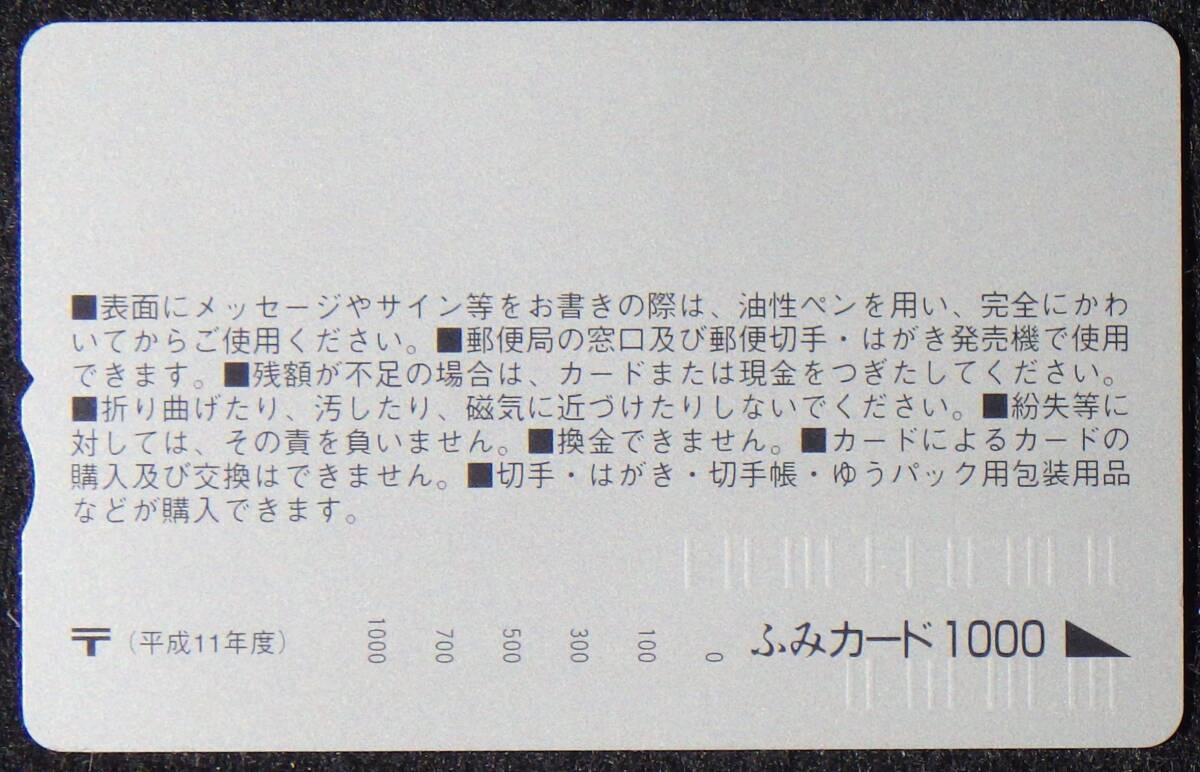 ■表面にメッセージやサイン等をお書きの際は、油性ペンを用い、完全にかわ
いてからご使用ください。■郵便局の窓口及び郵便切手・はがき発売機で使用
できます。■残額が不足の場合は、カードまたは現金をつぎたしてください。
■折り曲げたり、汚したり、磁気に近づけたりしないでください。■紛失等に
対しては、その責を負いません。■換金できません。■カードによるカードの
購入及び交換はできません。■切手・はがき・切手帳・ゆうパック用包装用品
などが購入できます。
〒（平成11年度） 1000 700 500 300 100 0 ふみカード1000